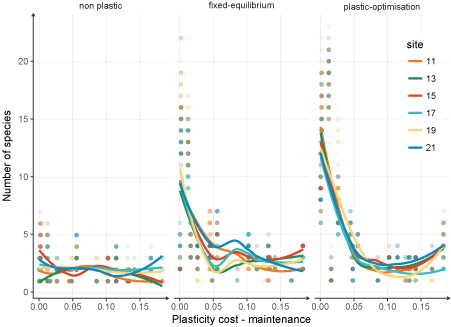 non plastic
fixed-equilibrium
plastic-optimisation
site
11
13
15
17
19
21
20
15
10
5
0
Number of species
0.00 0.05 0.10 0.15 0.00 0.05 0.10 0.15 0.00 0.05 0.10 0.15
Plasticity cost - maintenance